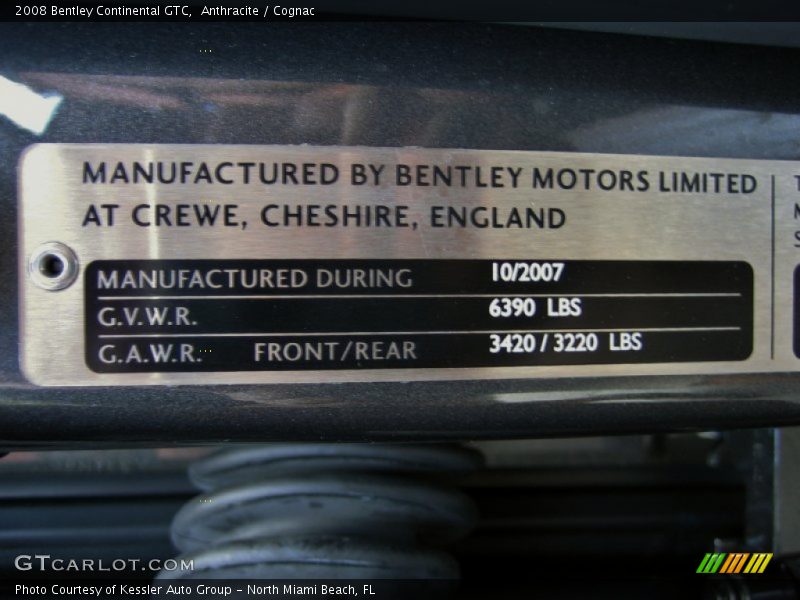 2008 Bentley Continental GTC,  Anthracite / Cognac
MANUFACTURED BY BENTLEY MOTORS LIMITED
AT CREWE, CHESHIRE, ENGLAND
MANUFACTURED DURING 10/2007
G.V.W.R. 6390 LBS
G.A.W.R. FRONT/REAR 3420 / 3220 LBS
GTCARLOT.COM
Photo Courtesy of Kessler Auto Group - North Miami Beach, FL